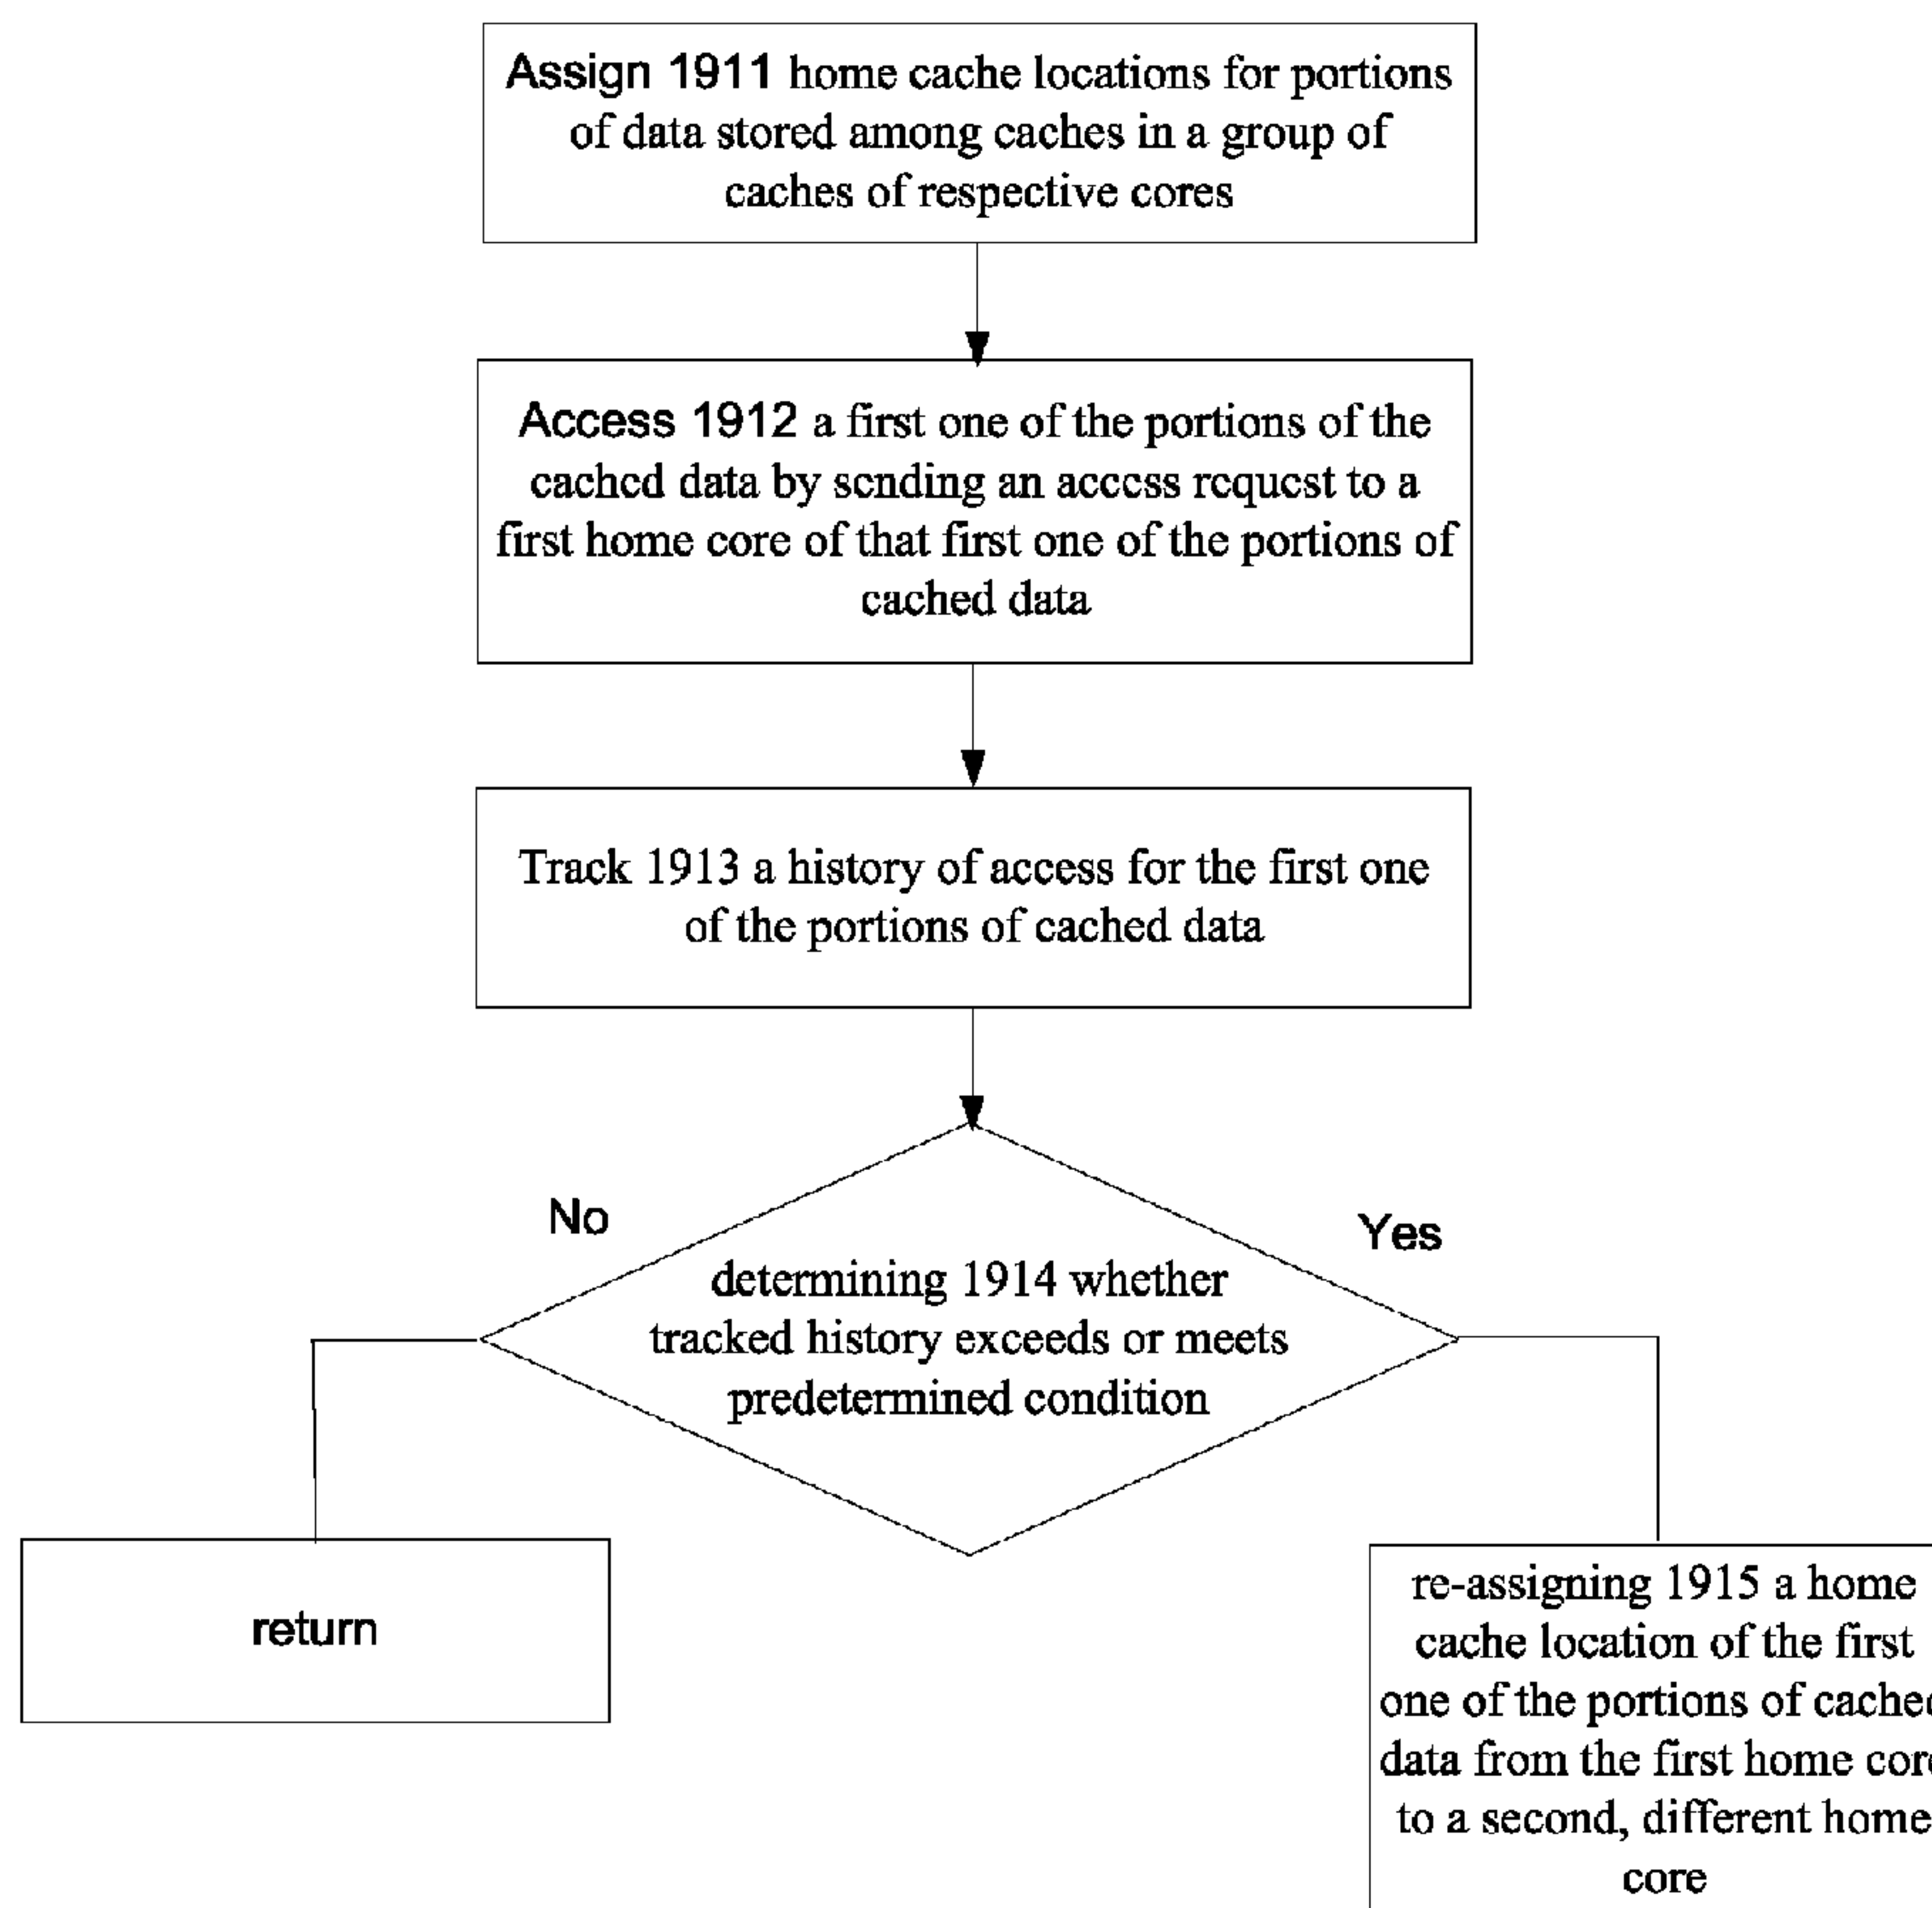 Assign 1911 home cache locations for portions
of data stored among caches in a group of
caches of respective cores
Access 1912 a first one of the portions of the
cached data by sending an access request to a
first home core of that first one of the portions of
cached data
Track 1913 a history of access for the first one
of the portions of cached data
No
Yes
determining 1914 whether
tracked history exceeds or meets
predetermined condition
return
re-assigning 1915 a home
cache location of the first
one of the portions of cached
data from the first home core
to a second, different home
core